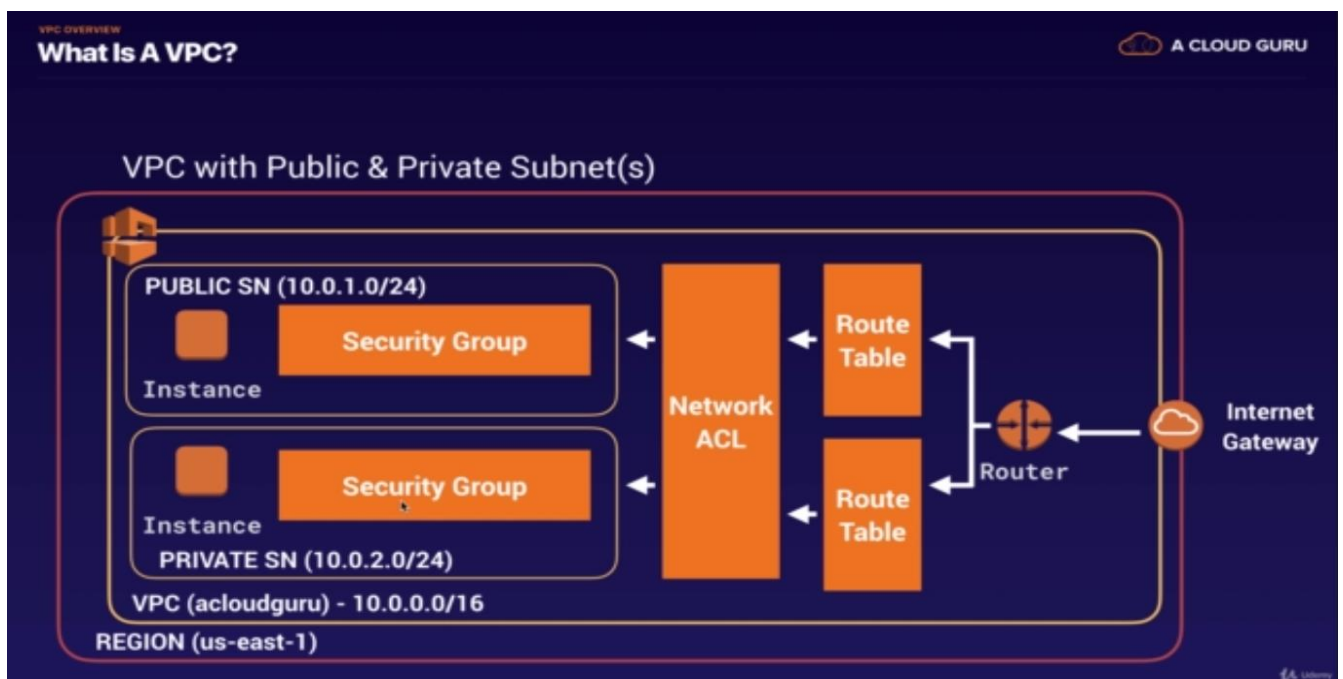 VPC OVERVIEW
What Is A VPC?
A CLOUD GURU
VPC with Public & Private Subnet(s)
PUBLIC SN (10.0.1.0/24)
Security Group
Instance
Security Group
Instance
PRIVATE SN (10.0.2.0/24)
Network
ACL
Route
Table
Route
Table
Router
Internet
Gateway
VPC (acloudguru) - 10.0.0.0/16
REGION (us-east-1)
Udemy